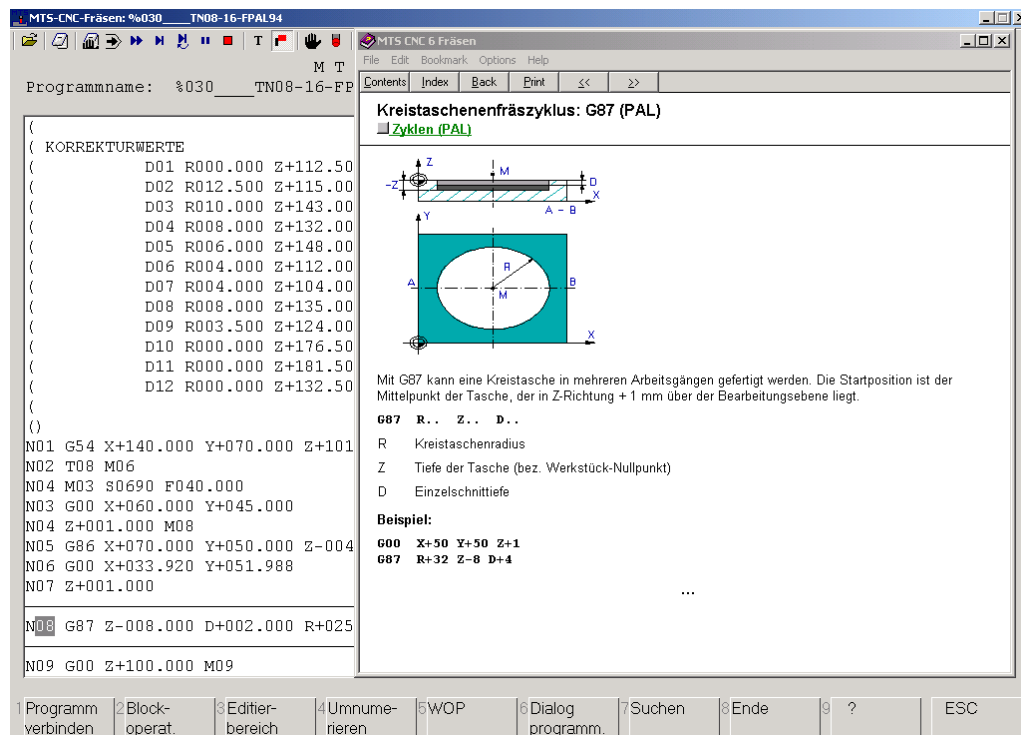 MTS-CNC-Fräsen: %030____TN08-16-FPAL94
T
M T
Programmname: %030____TN08-16-FP
(
( KORREKTURWERTE
( D01 R000.000 Z+112.50
( D02 R012.500 Z+115.00
( D03 R010.000 Z+143.00
( D04 R008.000 Z+132.00
( D05 R006.000 Z+148.00
( D06 R004.000 Z+112.00
( D07 R004.000 Z+104.00
( D08 R008.000 Z+135.00
( D09 R003.500 Z+124.00
( D10 R000.000 Z+176.50
( D11 R000.000 Z+181.50
( D12 R000.000 Z+132.50
(
()
N01 G54 X+140.000 Y+070.000 Z+101
N02 T08 M06
N04 M03 S0690 F040.000
N03 G00 X+060.000 Y+045.000
N04 Z+001.000 M08
N05 G86 X+070.000 Y+050.000 Z-004
N06 G00 X+033.920 Y+051.988
N07 Z+001.000
N08 G87 Z-008.000 D+002.000 R+025
N09 G00 Z+100.000 M09
MTS CNC 6 Fräsen
File Edit Bookmark Options Help
Contents Index Back Print << >>
Kreistaschenenfräszyklus: G87 (PAL)
Zyklen (PAL)
Z
M
-Z
D
X
A - B
Y
R
A
B
M
X
Mit G87 kann eine Kreistasche in mehreren Arbeitsgängen gefertigt werden. Die Startposition ist der
Mittelpunkt der Tasche, der in Z-Richtung + 1 mm über der Bearbeitungsebene liegt.
G87 R.. Z.. D..
R Kreistaschenradius
Z Tiefe der Tasche (bez. Werkstück-Nullpunkt)
D Einzelschnittiefe
Beispiel:
G00 X+50 Y+50 Z+1
G87 R+32 Z-8 D+4
...
1 Programm 2 Block- 3 Editier- 4 Umnume- 5 WOP 6 Dialog 7 Suchen 8 Ende 9 ? ESC
verbinden operat. bereich rieren programm.